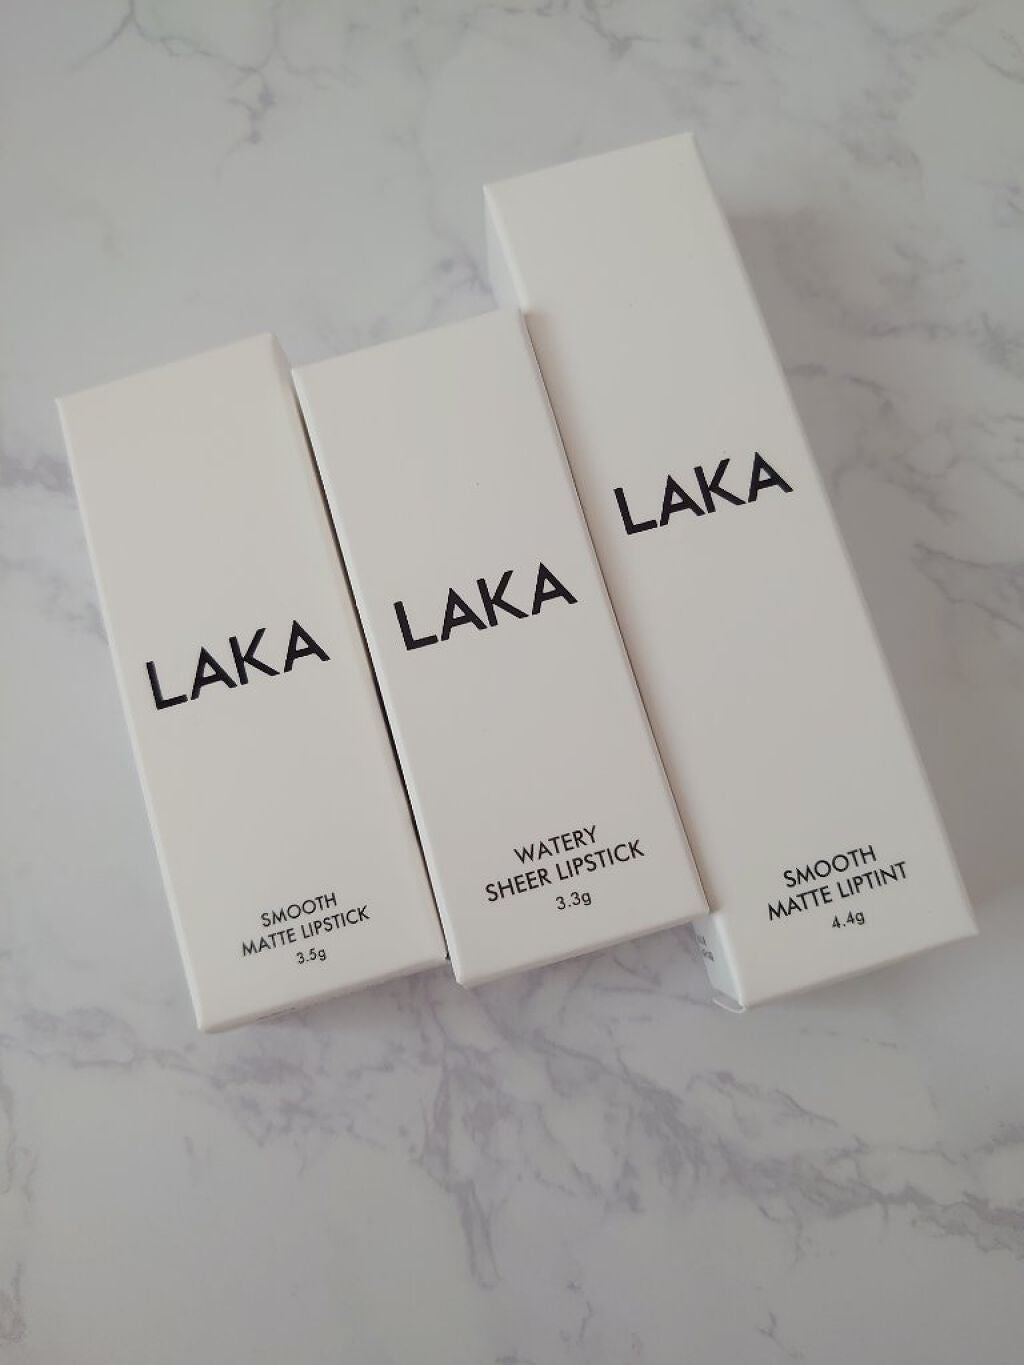 LAKA
SMOOTH
MATTE LIPSTICK
3.5g
LAKA
WATERY
SHEER LIPSTICK
3.3g
LAKA
SMOOTH
MATTE LIPTINT
4.4g